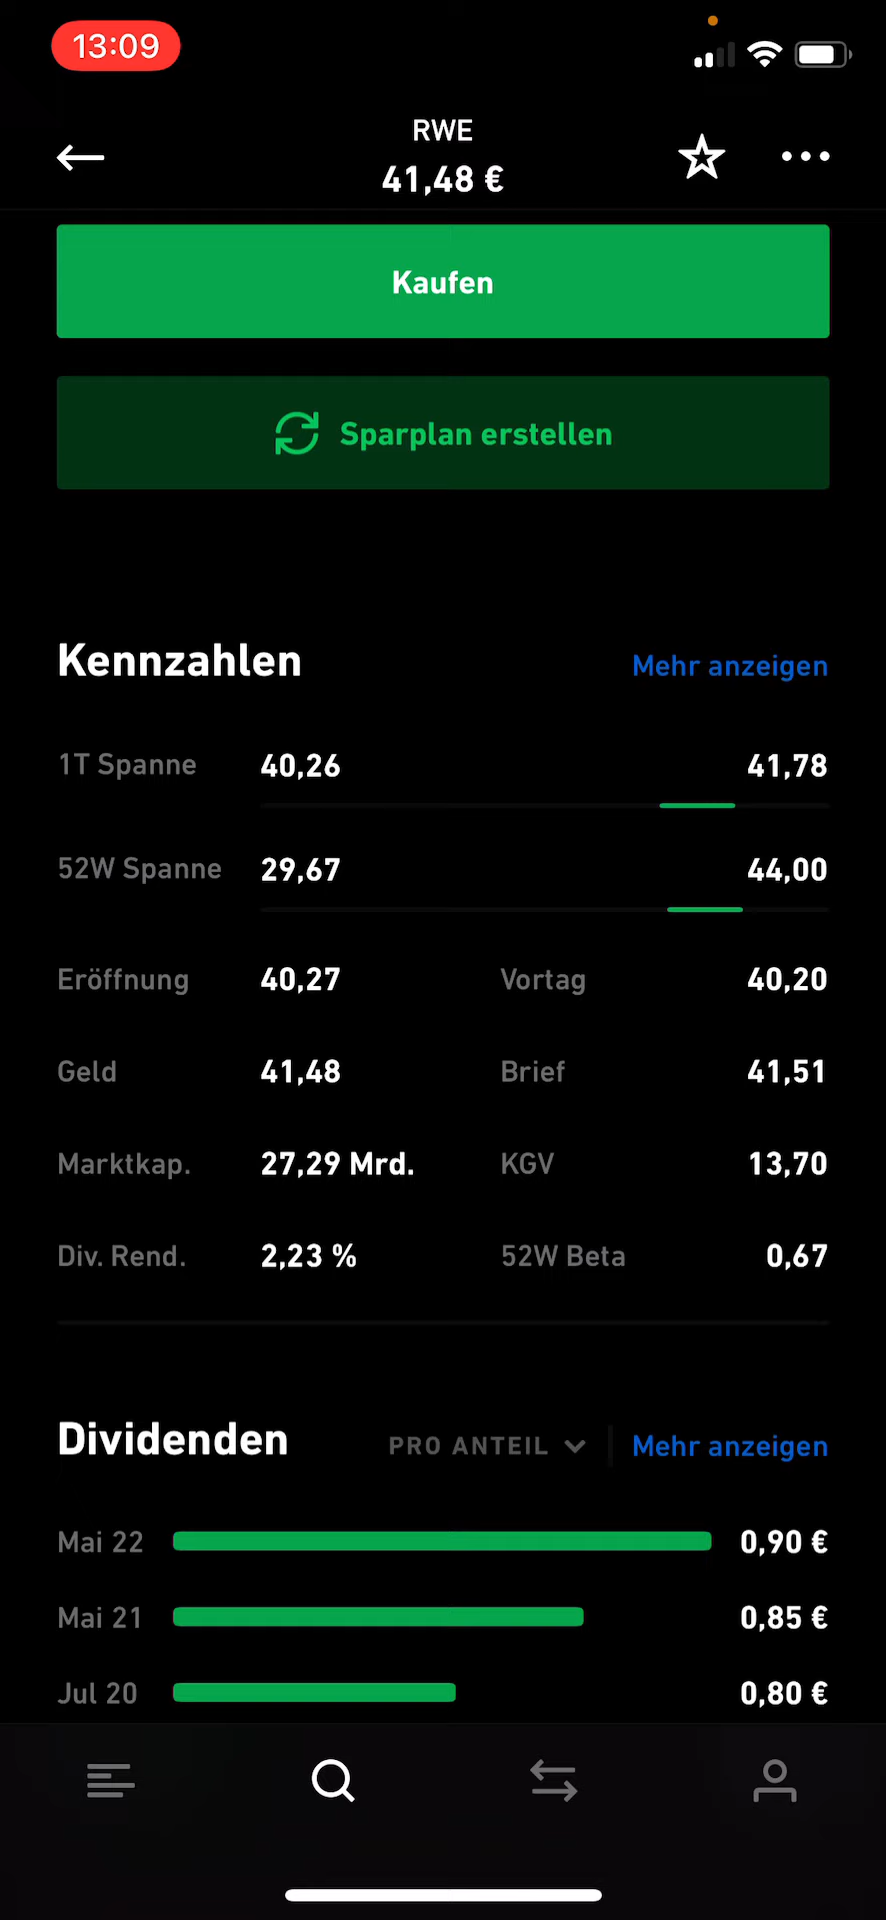 13:09
RWE
41,48 €
Kaufen
Sparplan erstellen
Kennzahlen Mehr anzeigen
1T Spanne 40,26 41,78
52W Spanne 29,67 44,00
Eröffnung 40,27 Vortag 40,20
Geld 41,48 Brief 41,51
Marktkap. 27,29 Mrd. KGV 13,70
Div. Rend. 2,23 % 52W Beta 0,67
Dividenden PRO ANTEIL Mehr anzeigen
Mai 22 0,90 €
Mai 21 0,85 €
Jul 20 0,80 €